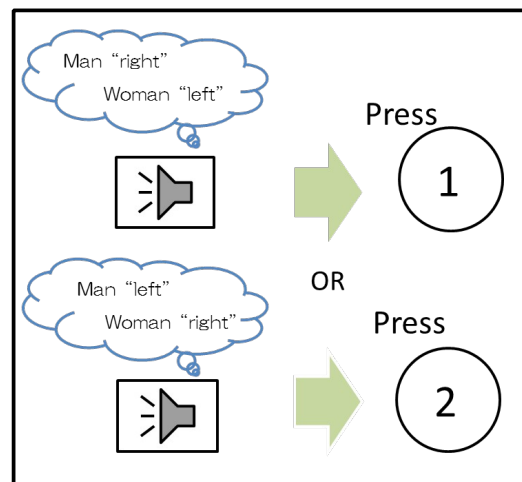 Man “right”
Woman “left”
Press
1
OR
Man “left”
Woman “right”
Press
2